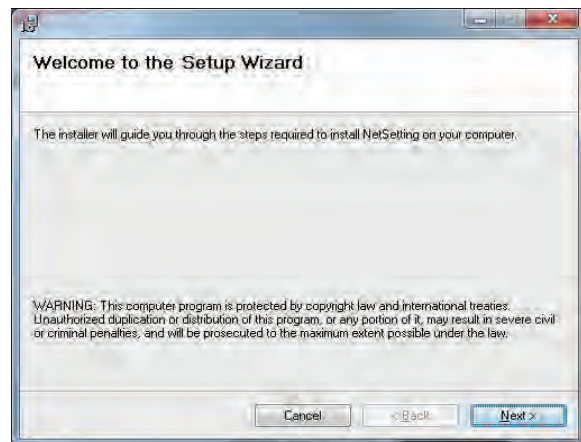 Welcome to the Setup Wizard
The installer will guide you through the steps required to install NetSetting on your computer.
WARNING: This computer program is protected by copyright law and international treaties.
Unauthorized duplication or distribution of this program, or any portion of it, may result in severe civil
or criminal penalties, and will be prosecuted to the maximum extent possible under the law.
Cancel < Back Next >